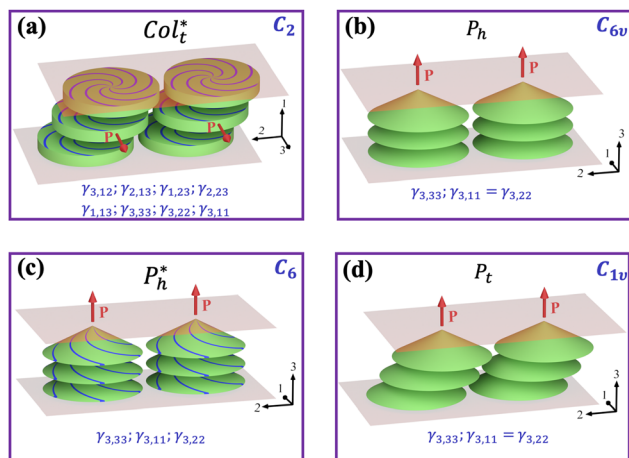 (a) Col*t C2
P P
1
2
3
γ3,12; γ2,13; γ1,23; γ2,23
γ1,13; γ3,33; γ3,22; γ3,11
(b) Ph C6v
P P
3
1
2
γ3,33; γ3,11 = γ3,22
(c) P*h C6
P P
3
1
2
γ3,33; γ3,11; γ3,22
(d) Pt C1v
P P
3
1
2
γ3,33; γ3,11 = γ3,22